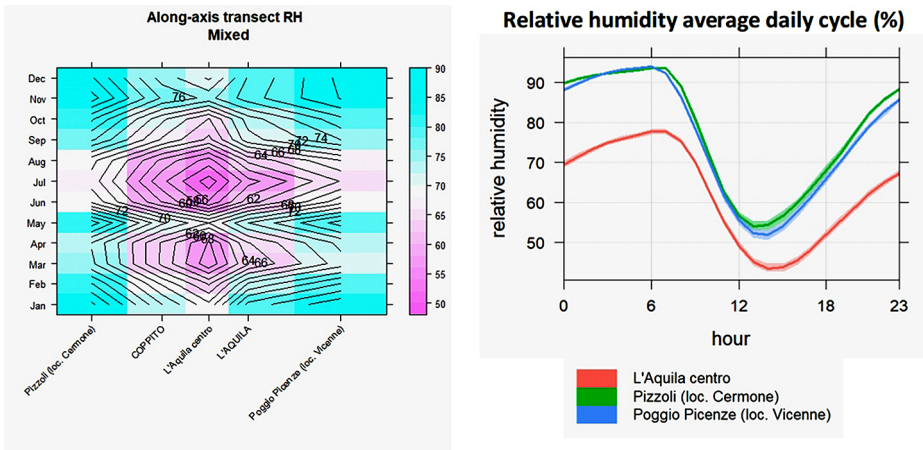 Along-axis transect RH
Mixed
Dec
Nov
Oct
Sep
Aug
Jul
Jun
May
Apr
Mar
Feb
Jan
76
72
74
64
66
62
72
70
64
66
90
85
80
75
70
65
60
55
50
Pizzoli (loc. Cermone)
COPPITO
L'Aquila centro
L'AQUILA
Poggio Picenze (loc. Vicenne)
Relative humidity average daily cycle (%)
relative humidity
90
80
70
60
50
0
6
12
18
23
hour
L'Aquila centro
Pizzoli (loc. Cermone)
Poggio Picenze (loc. Vicenne)